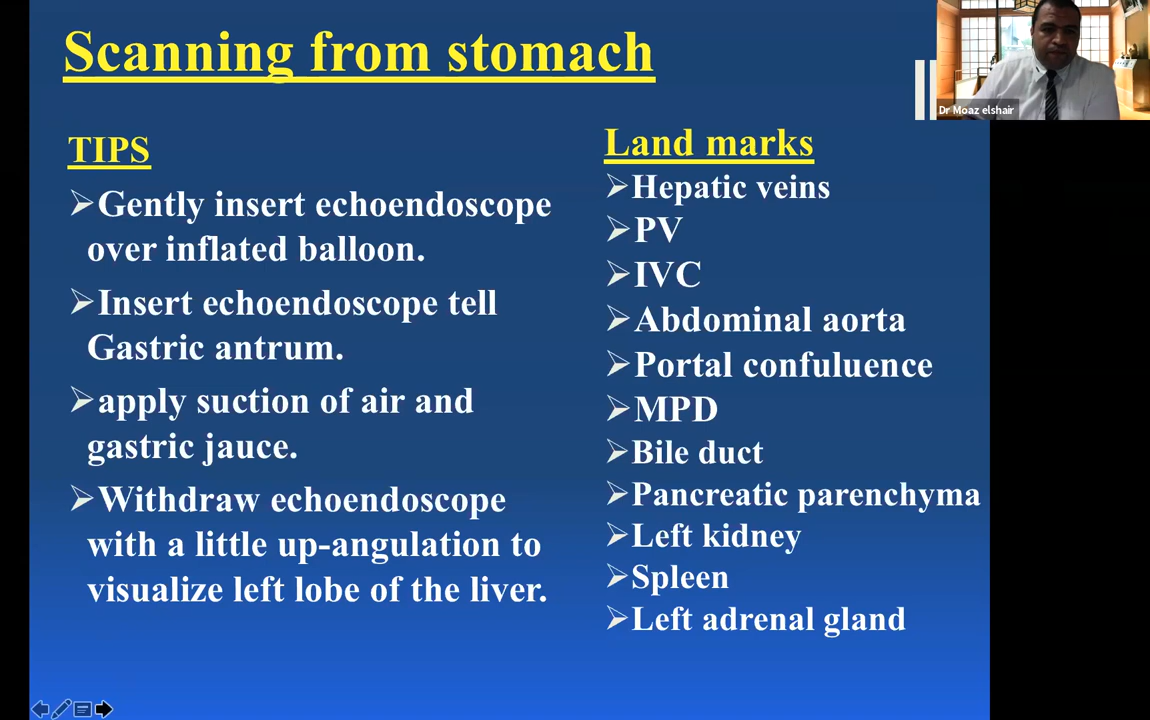 Scanning from stomach
Dr Moaz elshair
TIPS
➢Gently insert echoendoscope
over inflated balloon.
➢Insert echoendoscope tell
Gastric antrum.
➢apply suction of air and
gastric jauce.
➢Withdraw echoendoscope
with a little up-angulation to
visualize left lobe of the liver.
Land marks
➢Hepatic veins
➢PV
➢IVC
➢Abdominal aorta
➢Portal confuluence
➢MPD
➢Bile duct
➢Pancreatic parenchyma
➢Left kidney
➢Spleen
➢Left adrenal gland